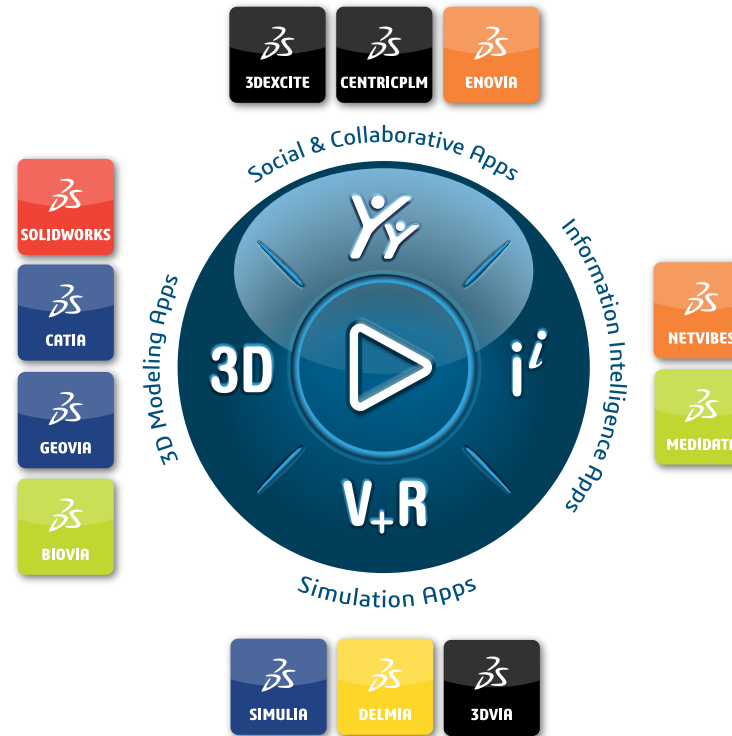 3DEXCITE
CENTRICPLM
ENOVIA
Social & Collaborative Apps
SOLIDWORKS
CATIA
GEOVIA
BIOVIA
3D Modeling Apps
3D
i i
V+R
Information Intelligence Apps
NETVIBES
MEDIDATA
Simulation Apps
SIMULIA
DELMIA
3DVIA